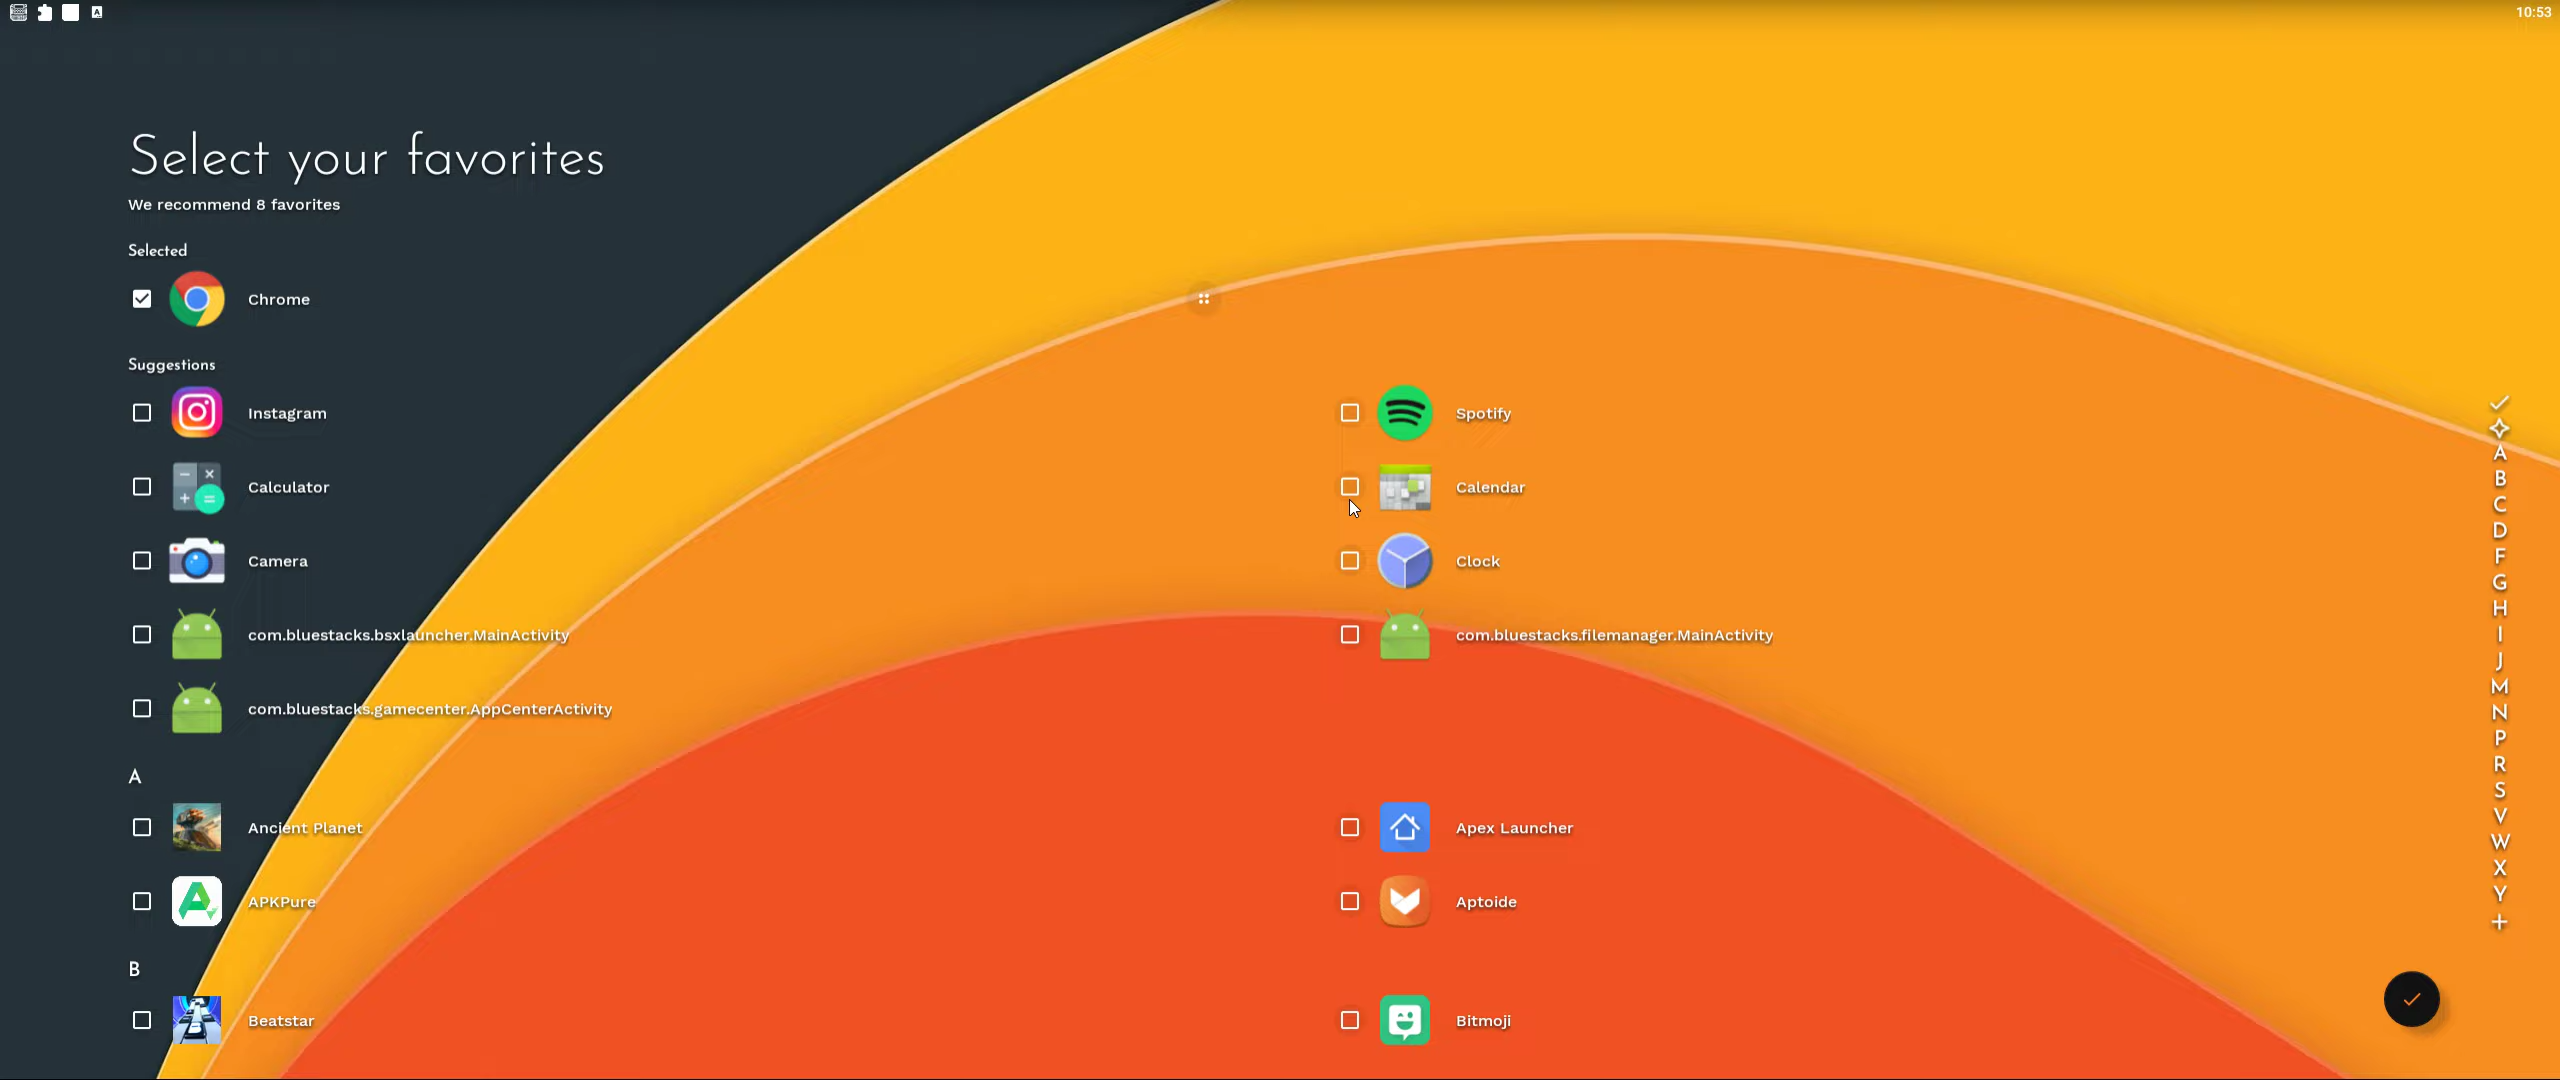 10:53
Select your favorites
We recommend 8 favorites
Selected
Chrome
Suggestions
Instagram
Spotify
Calculator
Calendar
Camera
Clock
com.bluestacks.bsxlauncher.MainActivity
com.bluestacks.filemanager.MainActivity
com.bluestacks.gamecenter.AppCenterActivity
A
Ancient Planet
Apex Launcher
APKPure
Aptoide
B
Beatstar
Bitmoji
A
B
C
D
F
G
H
I
J
M
N
P
R
S
V
W
X
Y
+